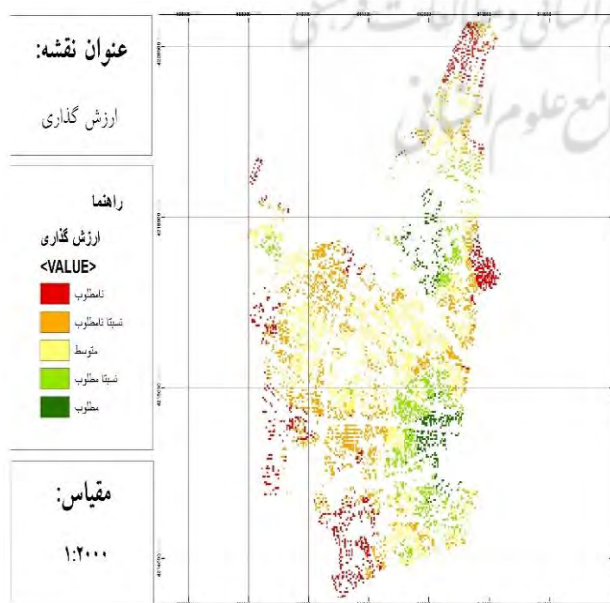 عنوان نقشه:
ارزش گذاری
راهنما
ارزش گذاری
<VALUE>
نامطلوب
نسبتا نامطلوب
متوسط
نسبتا مطلوب
مطلوب
مقیاس:
۱:۲۰۰۰